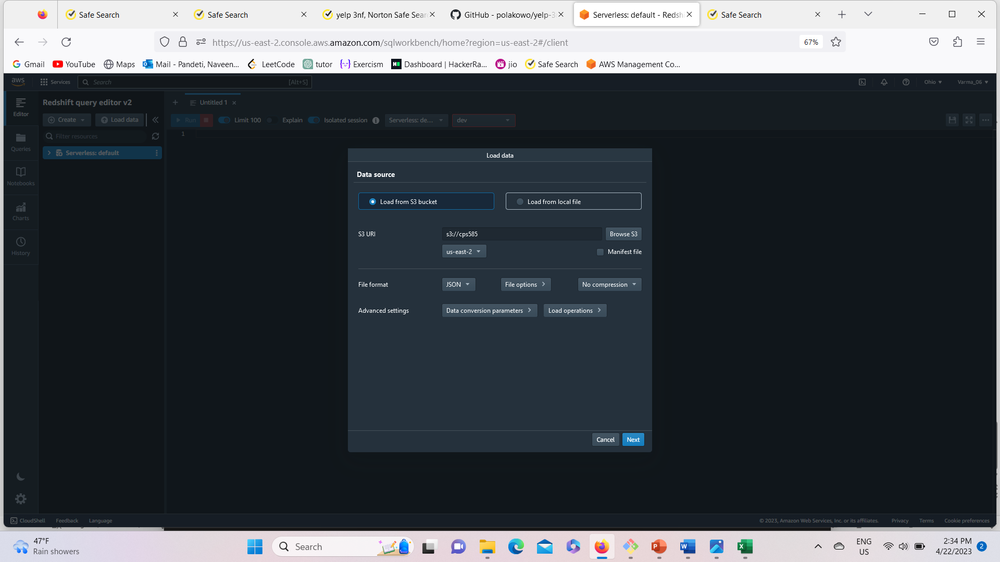 Safe Search
Safe Search
yelp 3nf, Norton Safe Sear
GitHub - polakowo/yelp-3
Serverless: default - Redshi
Safe Search
https://us-east-2.console.aws.amazon.com/sqlworkbench/home?region=us-east-2#/client
67%
Gmail
YouTube
Maps
Mail - Pandeti, Naveen...
LeetCode
tutor
Exercism
Dashboard | HackerRa...
jio
Safe Search
AWS Management Co...
aws
Services
Search
[Alt+S]
Ohio
Varma_06
Editor
Queries
Notebooks
Charts
History
Redshift query editor v2
Create
Load data
Filter resources
Serverless: default
Untitled 1
Run
Limit 100
Explain
Isolated session
Serverless: de...
dev
1
Load data
Data source
Load from S3 bucket
Load from local file
S3 URI
s3://cps585
Browse S3
us-east-2
Manifest file
File format
JSON
File options
No compression
Advanced settings
Data conversion parameters
Load operations
Cancel
Next
CloudShell
Feedback
Language
© 2023, Amazon Web Services, Inc. or its affiliates.
Privacy
Terms
Cookie preferences
47°F
Rain showers
Search
ENG
US
2:34 PM
4/22/2023
2